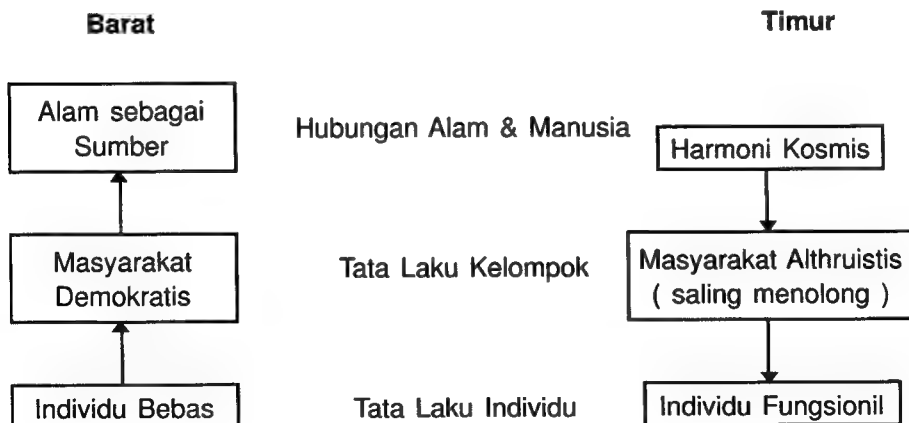 Barat
Timur
Alam sebagai
Sumber
Hubungan Alam & Manusia
Harmoni Kosmis
Masyarakat
Demokratis
Tata Laku Kelompok
Masyarakat Althruistis
( saling menolong )
Individu Bebas
Tata Laku Individu
Individu Fungsionil